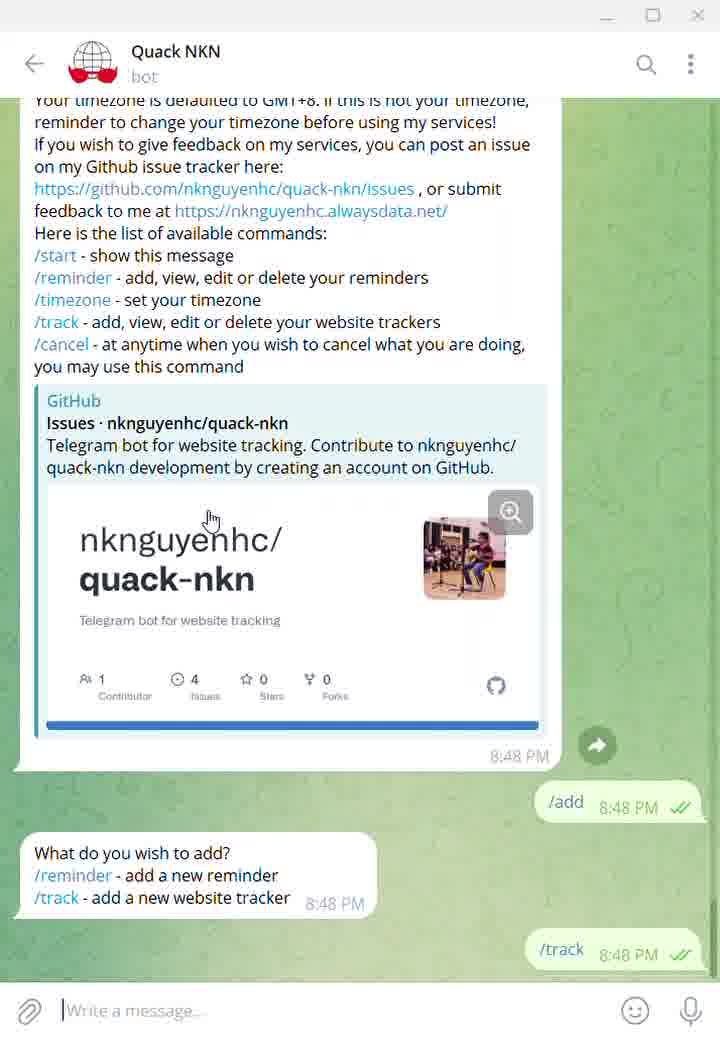 Quack NKN
bot
Your timezone is defaulted to GMT+8. If this is not your timezone,
reminder to change your timezone before using my services!
If you wish to give feedback on my services, you can post an issue
on my Github issue tracker here:
https://github.com/nknguyenhc/quack-nkn/issues , or submit
feedback to me at https://nknguyenhc.alwaysdata.net/
Here is the list of available commands:
/start - show this message
/reminder - add, view, edit or delete your reminders
/timezone - set your timezone
/track - add, view, edit or delete your website trackers
/cancel - at anytime when you wish to cancel what you are doing,
you may use this command
GitHub
Issues · nknguyenhc/quack-nkn
Telegram bot for website tracking. Contribute to nknguyenhc/
quack-nkn development by creating an account on GitHub.
nknguyenhc/
quack-nkn
Telegram bot for website tracking
1 4 0 0
Contributor Issues Stars Forks
8:48 PM
/add 8:48 PM
What do you wish to add?
/reminder - add a new reminder
/track - add a new website tracker 8:48 PM
/track 8:48 PM
Write a message...